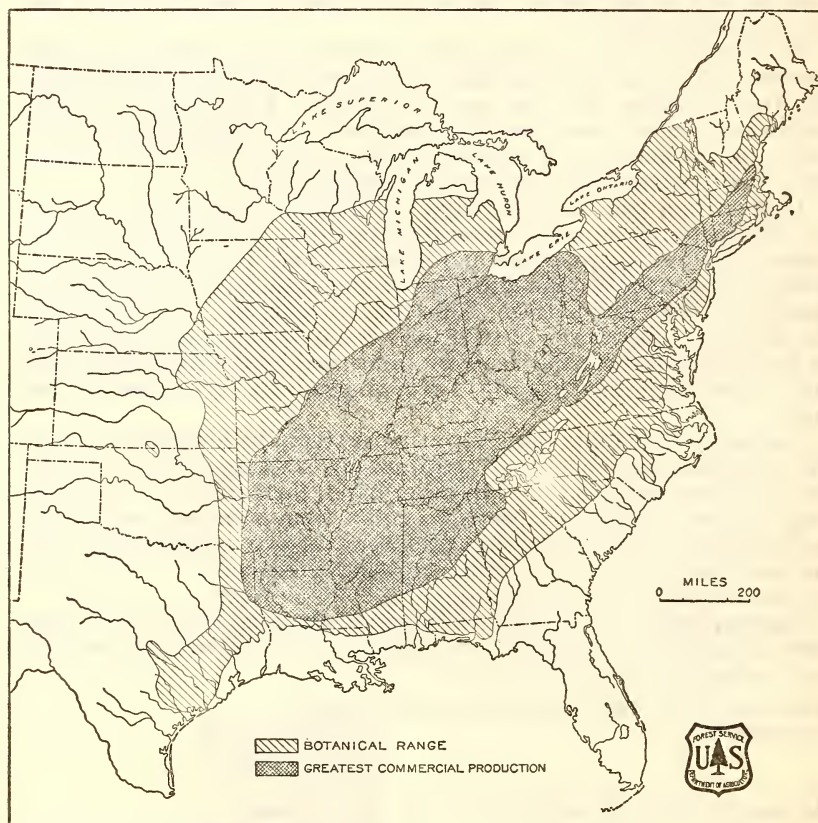 LAKE SUPERIOR
LAKE MICHIGAN
LAKE HURON
LAKE ONTARIO
LAKE ERIE
MILES
0 200
BOTANICAL RANGE
GREATEST COMMERCIAL PRODUCTION
FOREST SERVICE
U S
DEPARTMENT OF AGRICULTURE